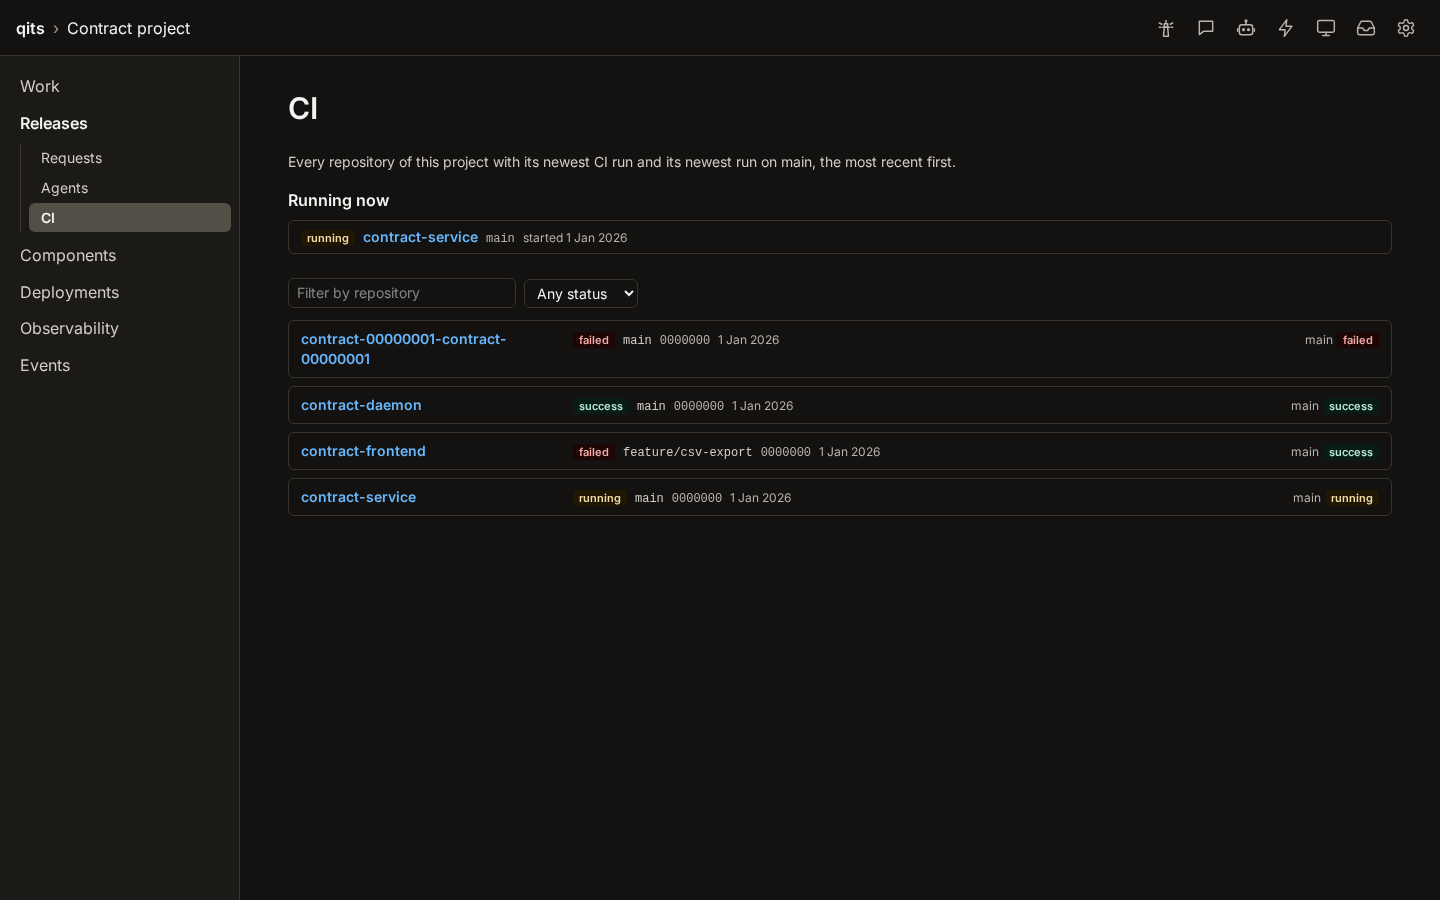 qits › Contract project
Work
Releases
Requests
Agents
CI
Components
Deployments
Observability
Events
CI
Every repository of this project with its newest CI run and its newest run on main, the most recent first.
Running now
running contract-service main started 1 Jan 2026
Filter by repository Any status
contract-00000001-contract-00000001 failed main 0000000 1 Jan 2026 main failed
contract-daemon success main 0000000 1 Jan 2026 main success
contract-frontend failed feature/csv-export 0000000 1 Jan 2026 main success
contract-service running main 0000000 1 Jan 2026 main running